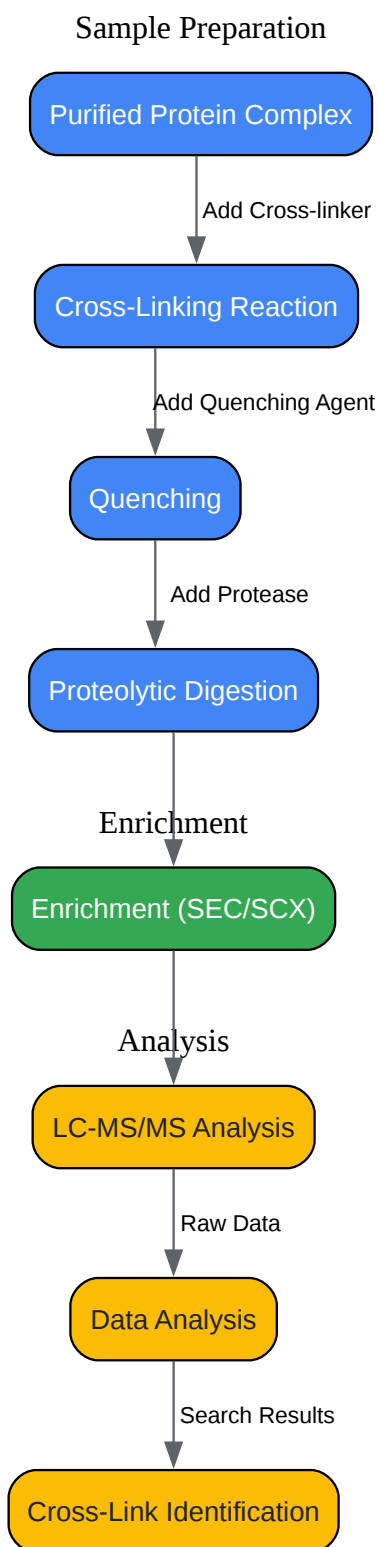 Sample Preparation
Purified Protein Complex
Add Cross-linker
Cross-Linking Reaction
Add Quenching Agent
Quenching
Add Protease
Proteolytic Digestion
Enrichment
Enrichment (SEC/SCX)
Analysis
LC-MS/MS Analysis
Raw Data
Data Analysis
Search Results
Cross-Link Identification